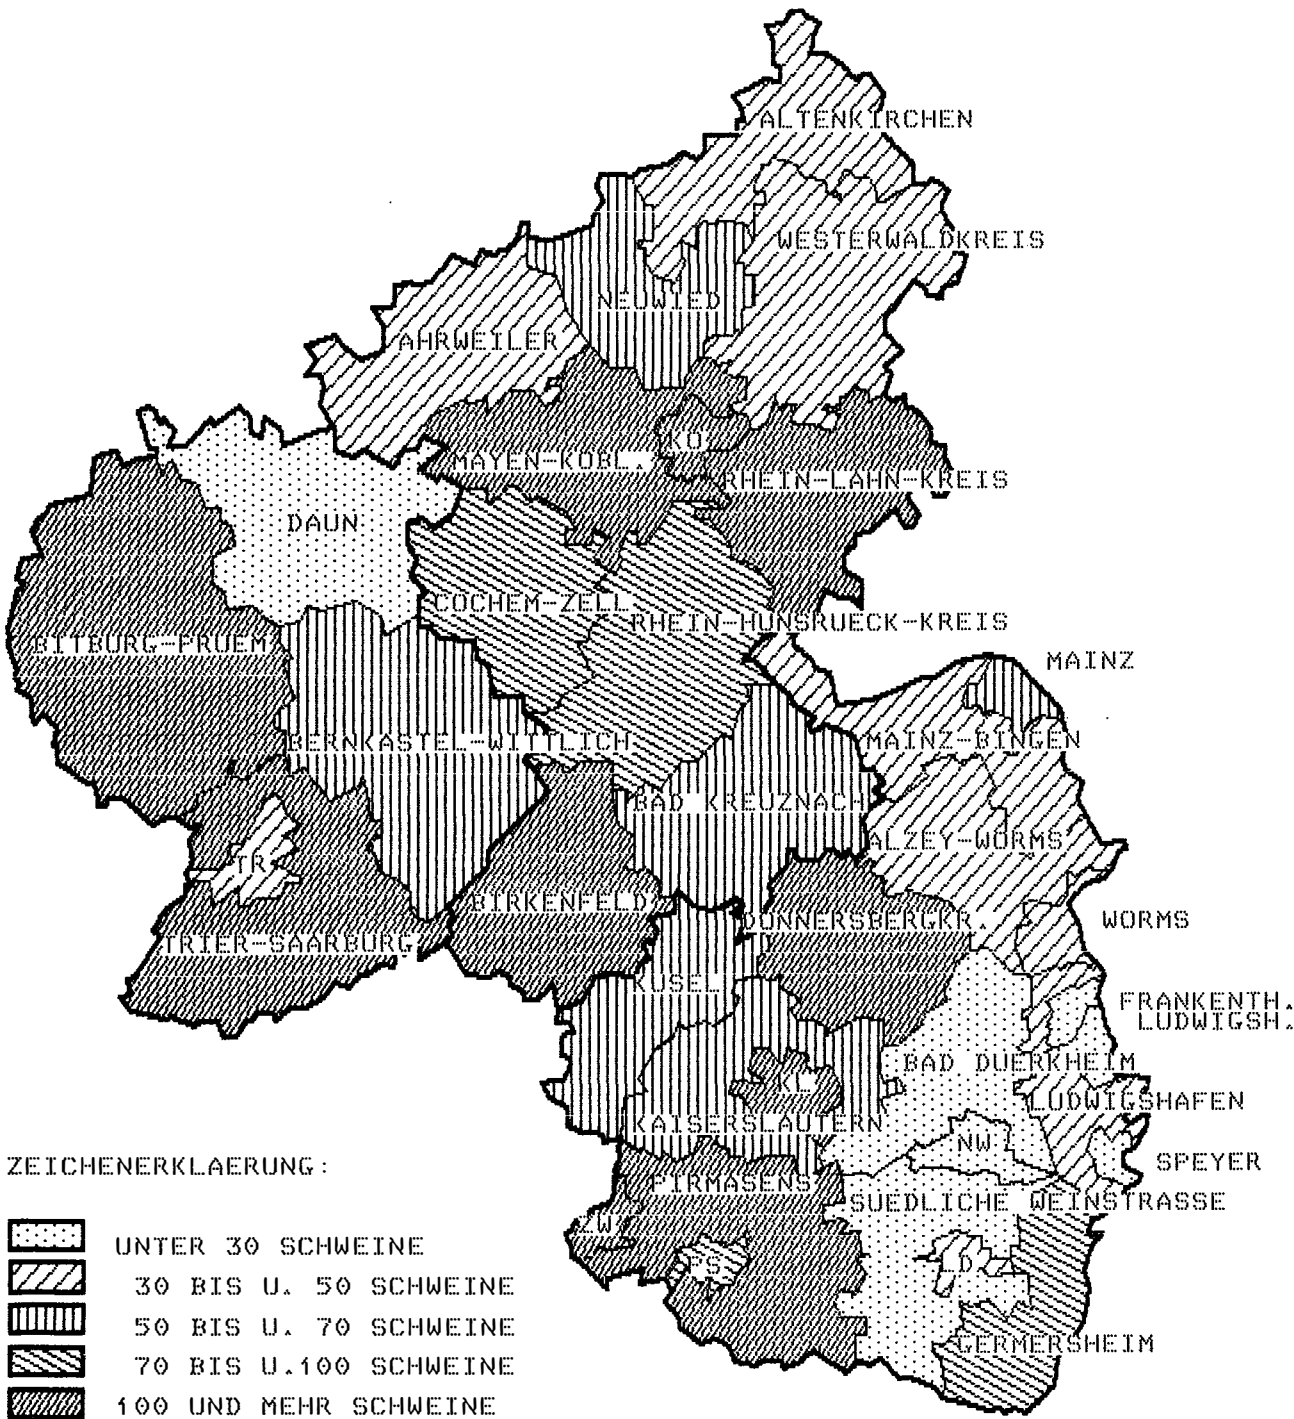 ALTENKIRCHEN
WESTERWALDKREIS
NEUWIED
AHRWEILER
KO
MAYEN-KOBL.
RHEIN-LAHN-KREIS
DAUN
COCHEM-ZELL
RHEIN-HUNSRUECK-KREIS
BITBURG-PRUEM
MAINZ
BERNKASTEL-WITTLICH
MAINZ-BINGEN
BAD KREUZNACH
ALZEY-WORMS
TR
BIRKENFELD
DONNERSBERGKR.
WORMS
TRIER-SAARBURG
KUSEL
FRANKENTH.
LUDWIGSH.
BAD DUERKHEIM
KL
LUDWIGSHAFEN
KAISERSLAUTERN
NW
SPEYER
PIRMASENS
SUEDLICHE WEINSTRASSE
ZW
PS
LD
GERMERSHEIM
ZEICHENERKLAERUNG:
UNTER 30 SCHWEINE
30 BIS U. 50 SCHWEINE
50 BIS U. 70 SCHWEINE
70 BIS U.100 SCHWEINE
100 UND MEHR SCHWEINE